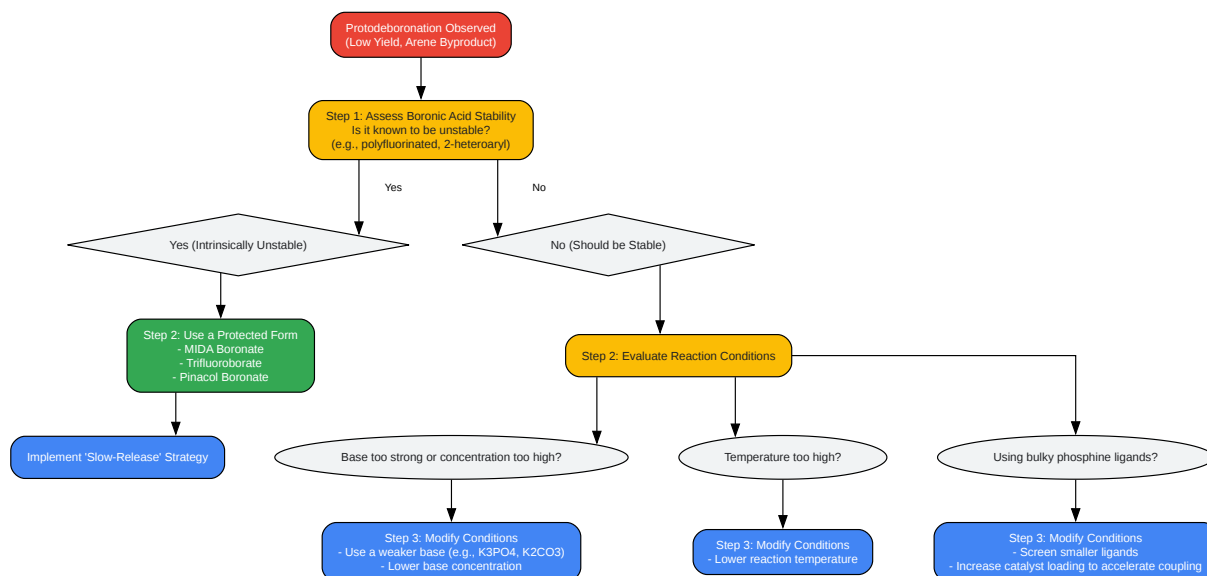 Protodeboronation Observed
(Low Yield, Arene Byproduct)
Step 1: Assess Boronic Acid Stability
Is it known to be unstable?
(e.g., polyfluorinated, 2-heteroaryl)
Yes
No
Yes (Intrinsically Unstable)
No (Should be Stable)
Step 2: Use a Protected Form
- MIDA Boronate
- Trifluoroborate
- Pinacol Boronate
Step 2: Evaluate Reaction Conditions
Implement 'Slow-Release' Strategy
Base too strong or concentration too high?
Temperature too high?
Using bulky phosphine ligands?
Step 3: Modify Conditions
- Use a weaker base (e.g., K3PO4, K2CO3)
- Lower base concentration
Step 3: Modify Conditions
- Lower reaction temperature
Step 3: Modify Conditions
- Screen smaller ligands
- Increase catalyst loading to accelerate coupling